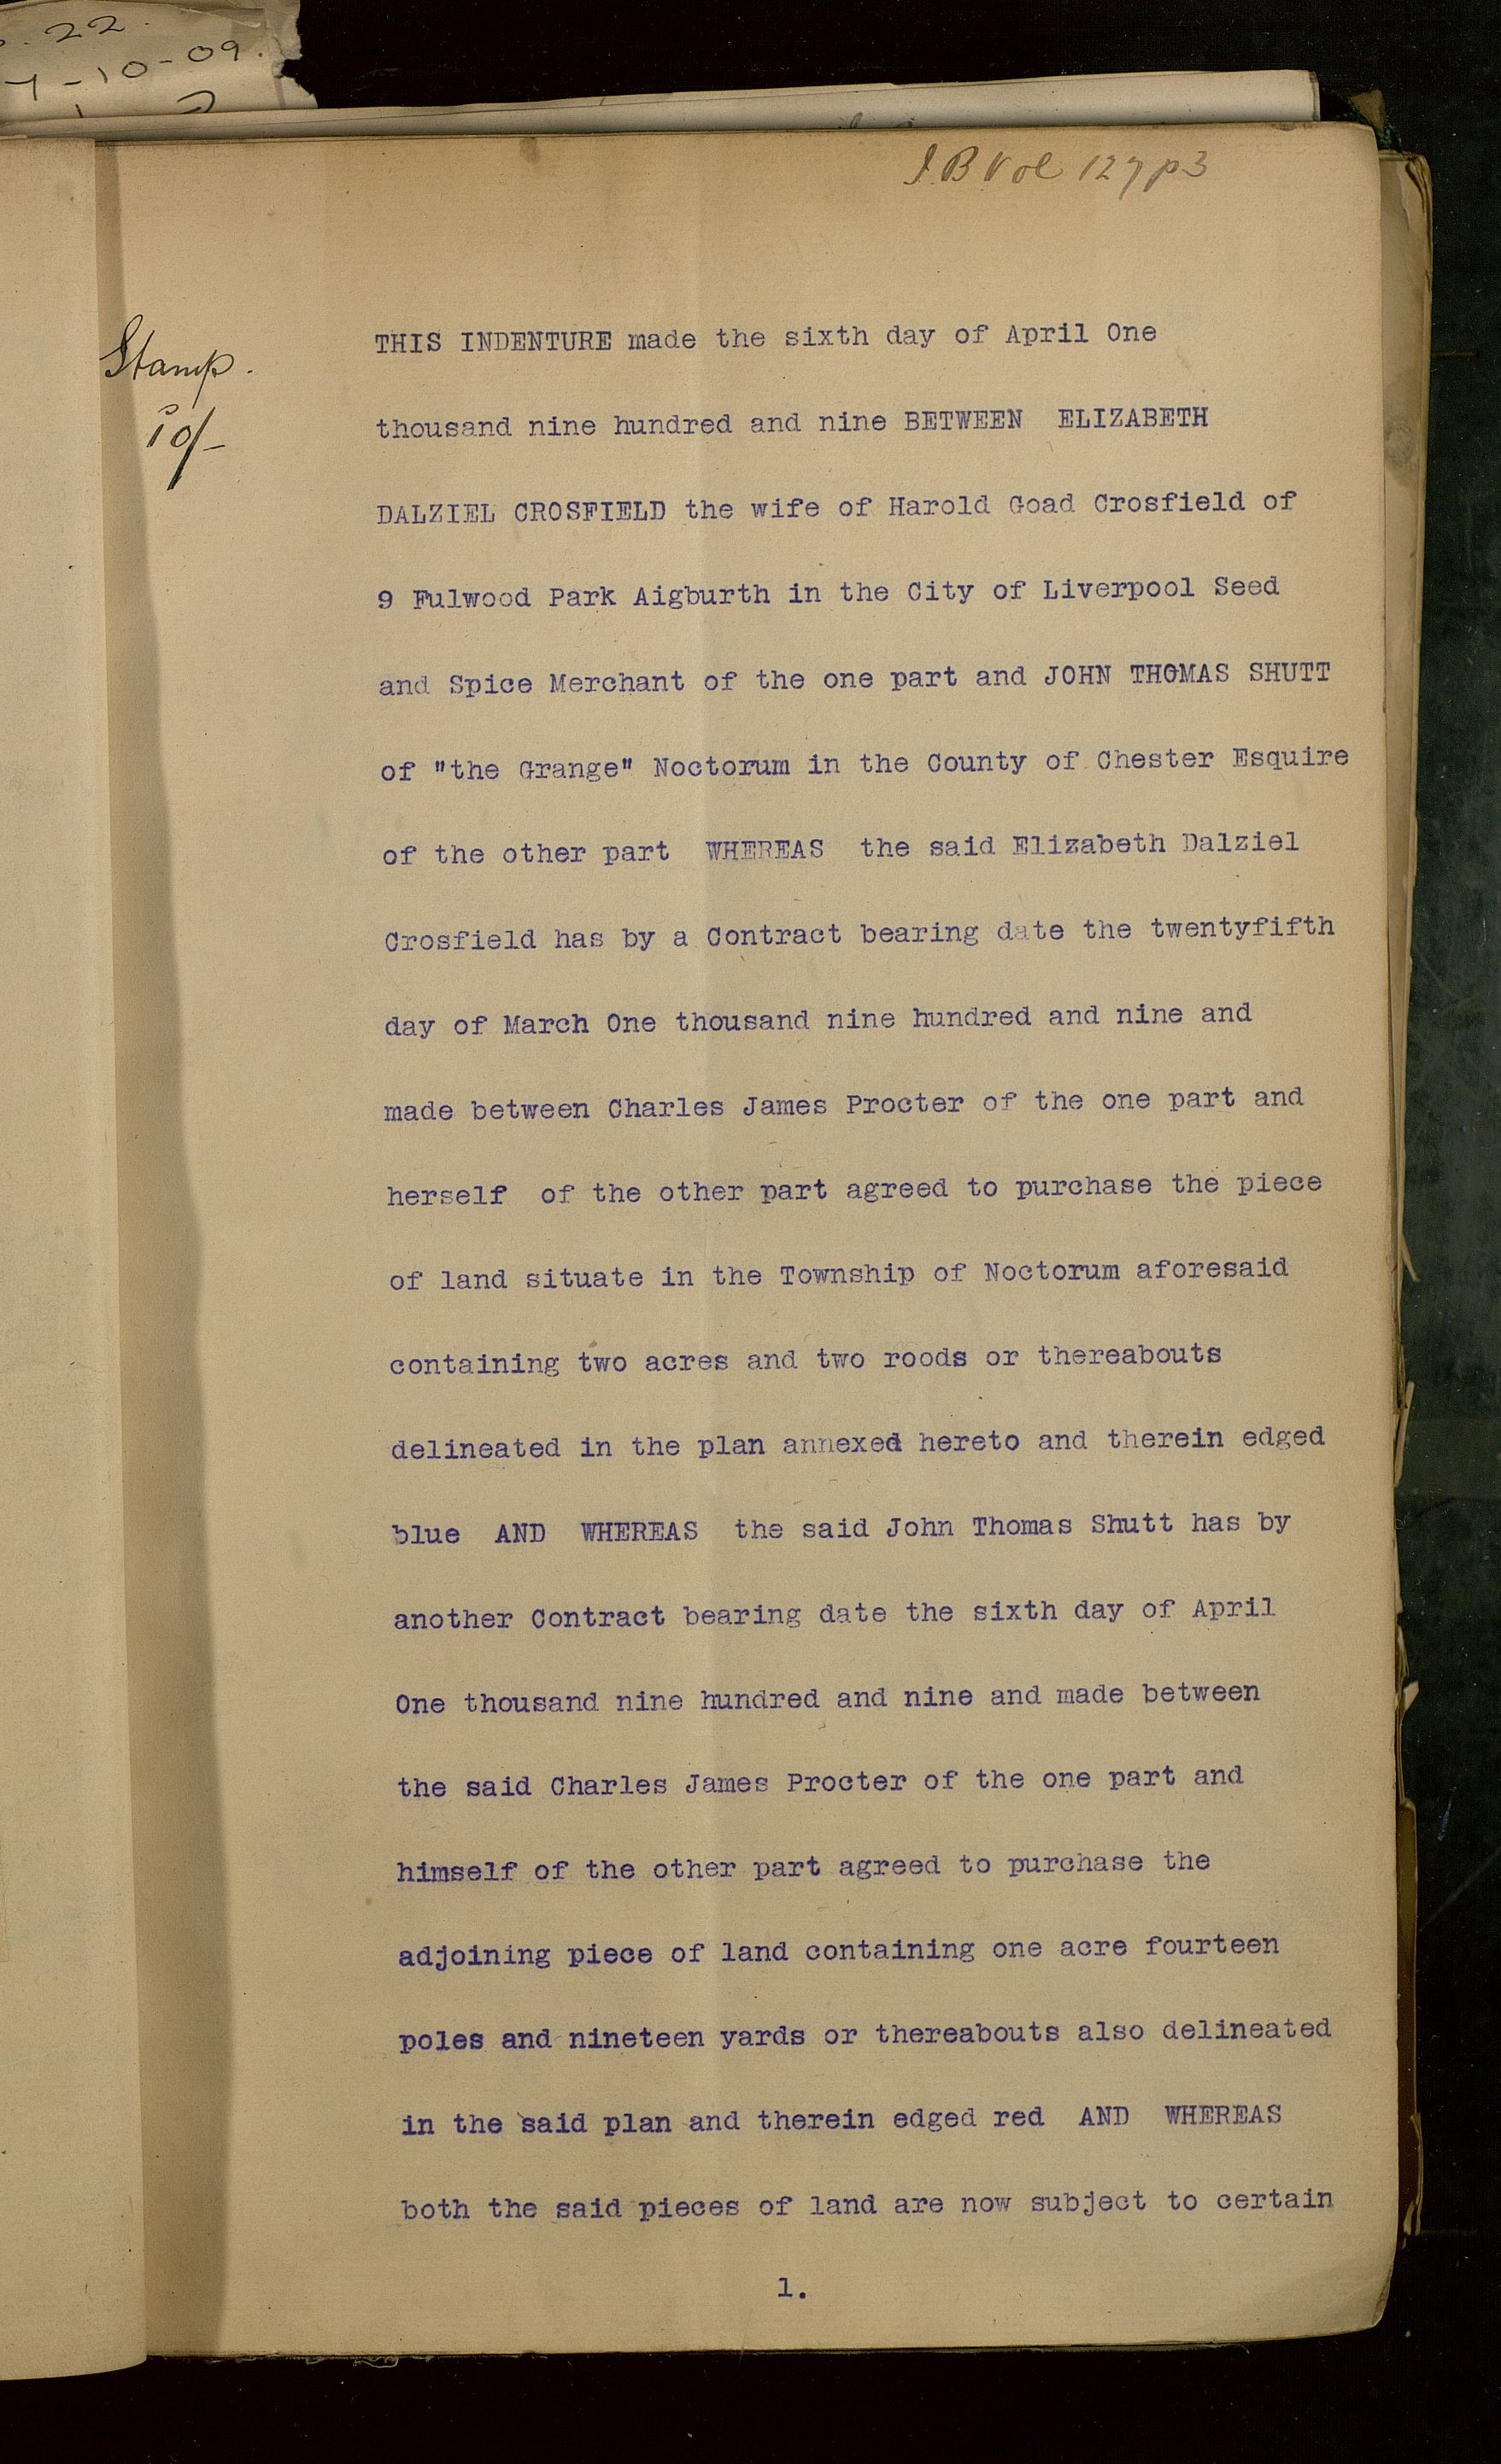 22.
-10-09.
I.B Vol 127 p3
Stamp.
10/-
THIS INDENTURE made the sixth day of April One
thousand nine hundred and nine BETWEEN ELIZABETH
DALZIEL CROSFIELD the wife of Harold Goad Crosfield of
9 Fulwood Park Aigburth in the City of Liverpool Seed
and Spice Merchant of the one part and JOHN THOMAS SHUTT
of "the Grange" Noctorum in the County of Chester Esquire
of the other part WHEREAS the said Elizabeth Dalziel
Crosfield has by a Contract bearing date the twentyfifth
day of March One thousand nine hundred and nine and
made between Charles James Procter of the one part and
herself of the other part agreed to purchase the piece
of land situate in the Township of Noctorum aforesaid
containing two acres and two roods or thereabouts
delineated in the plan annexed hereto and therein edged
blue AND WHEREAS the said John Thomas Shutt has by
another Contract bearing date the sixth day of April
One thousand nine hundred and nine and made between
the said Charles James Procter of the one part and
himself of the other part agreed to purchase the
adjoining piece of land containing one acre fourteen
poles and nineteen yards or thereabouts also delineated
in the said plan and therein edged red AND WHEREAS
both the said pieces of land are now subject to certain
1.